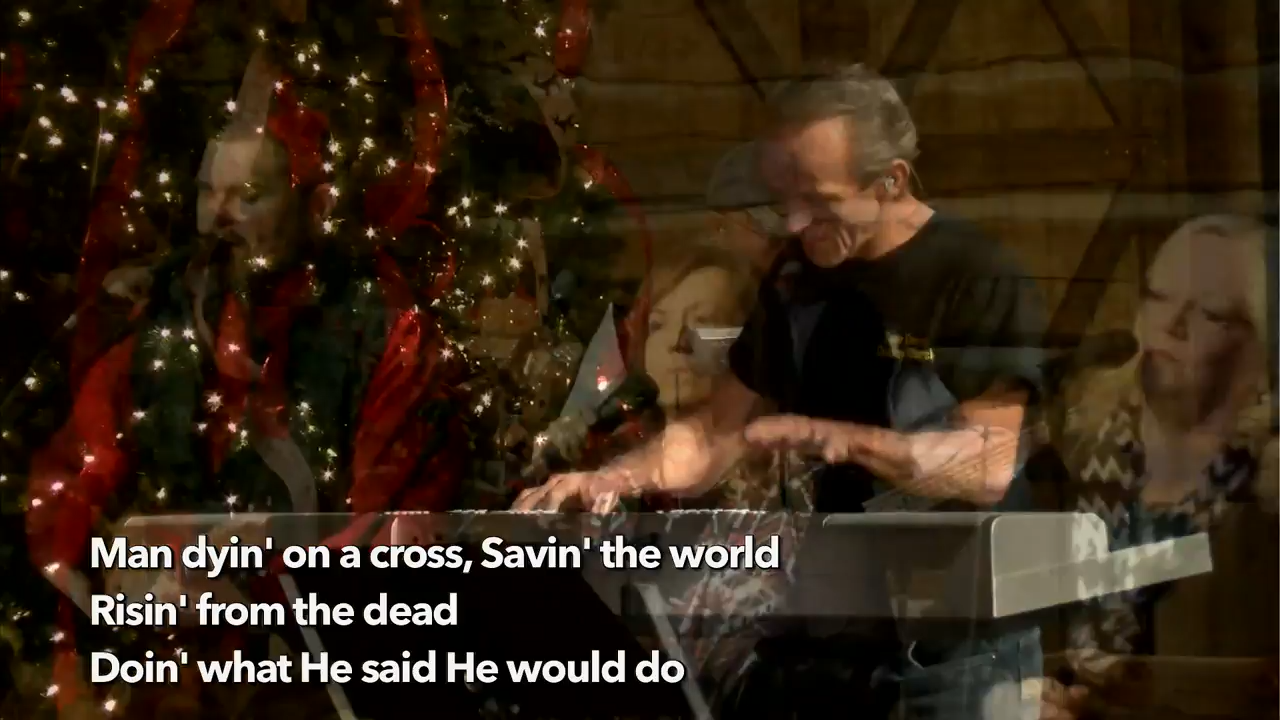 Man dyin' on a cross, Savin' the world
Risin' from the dead
Doin' what He said He would do